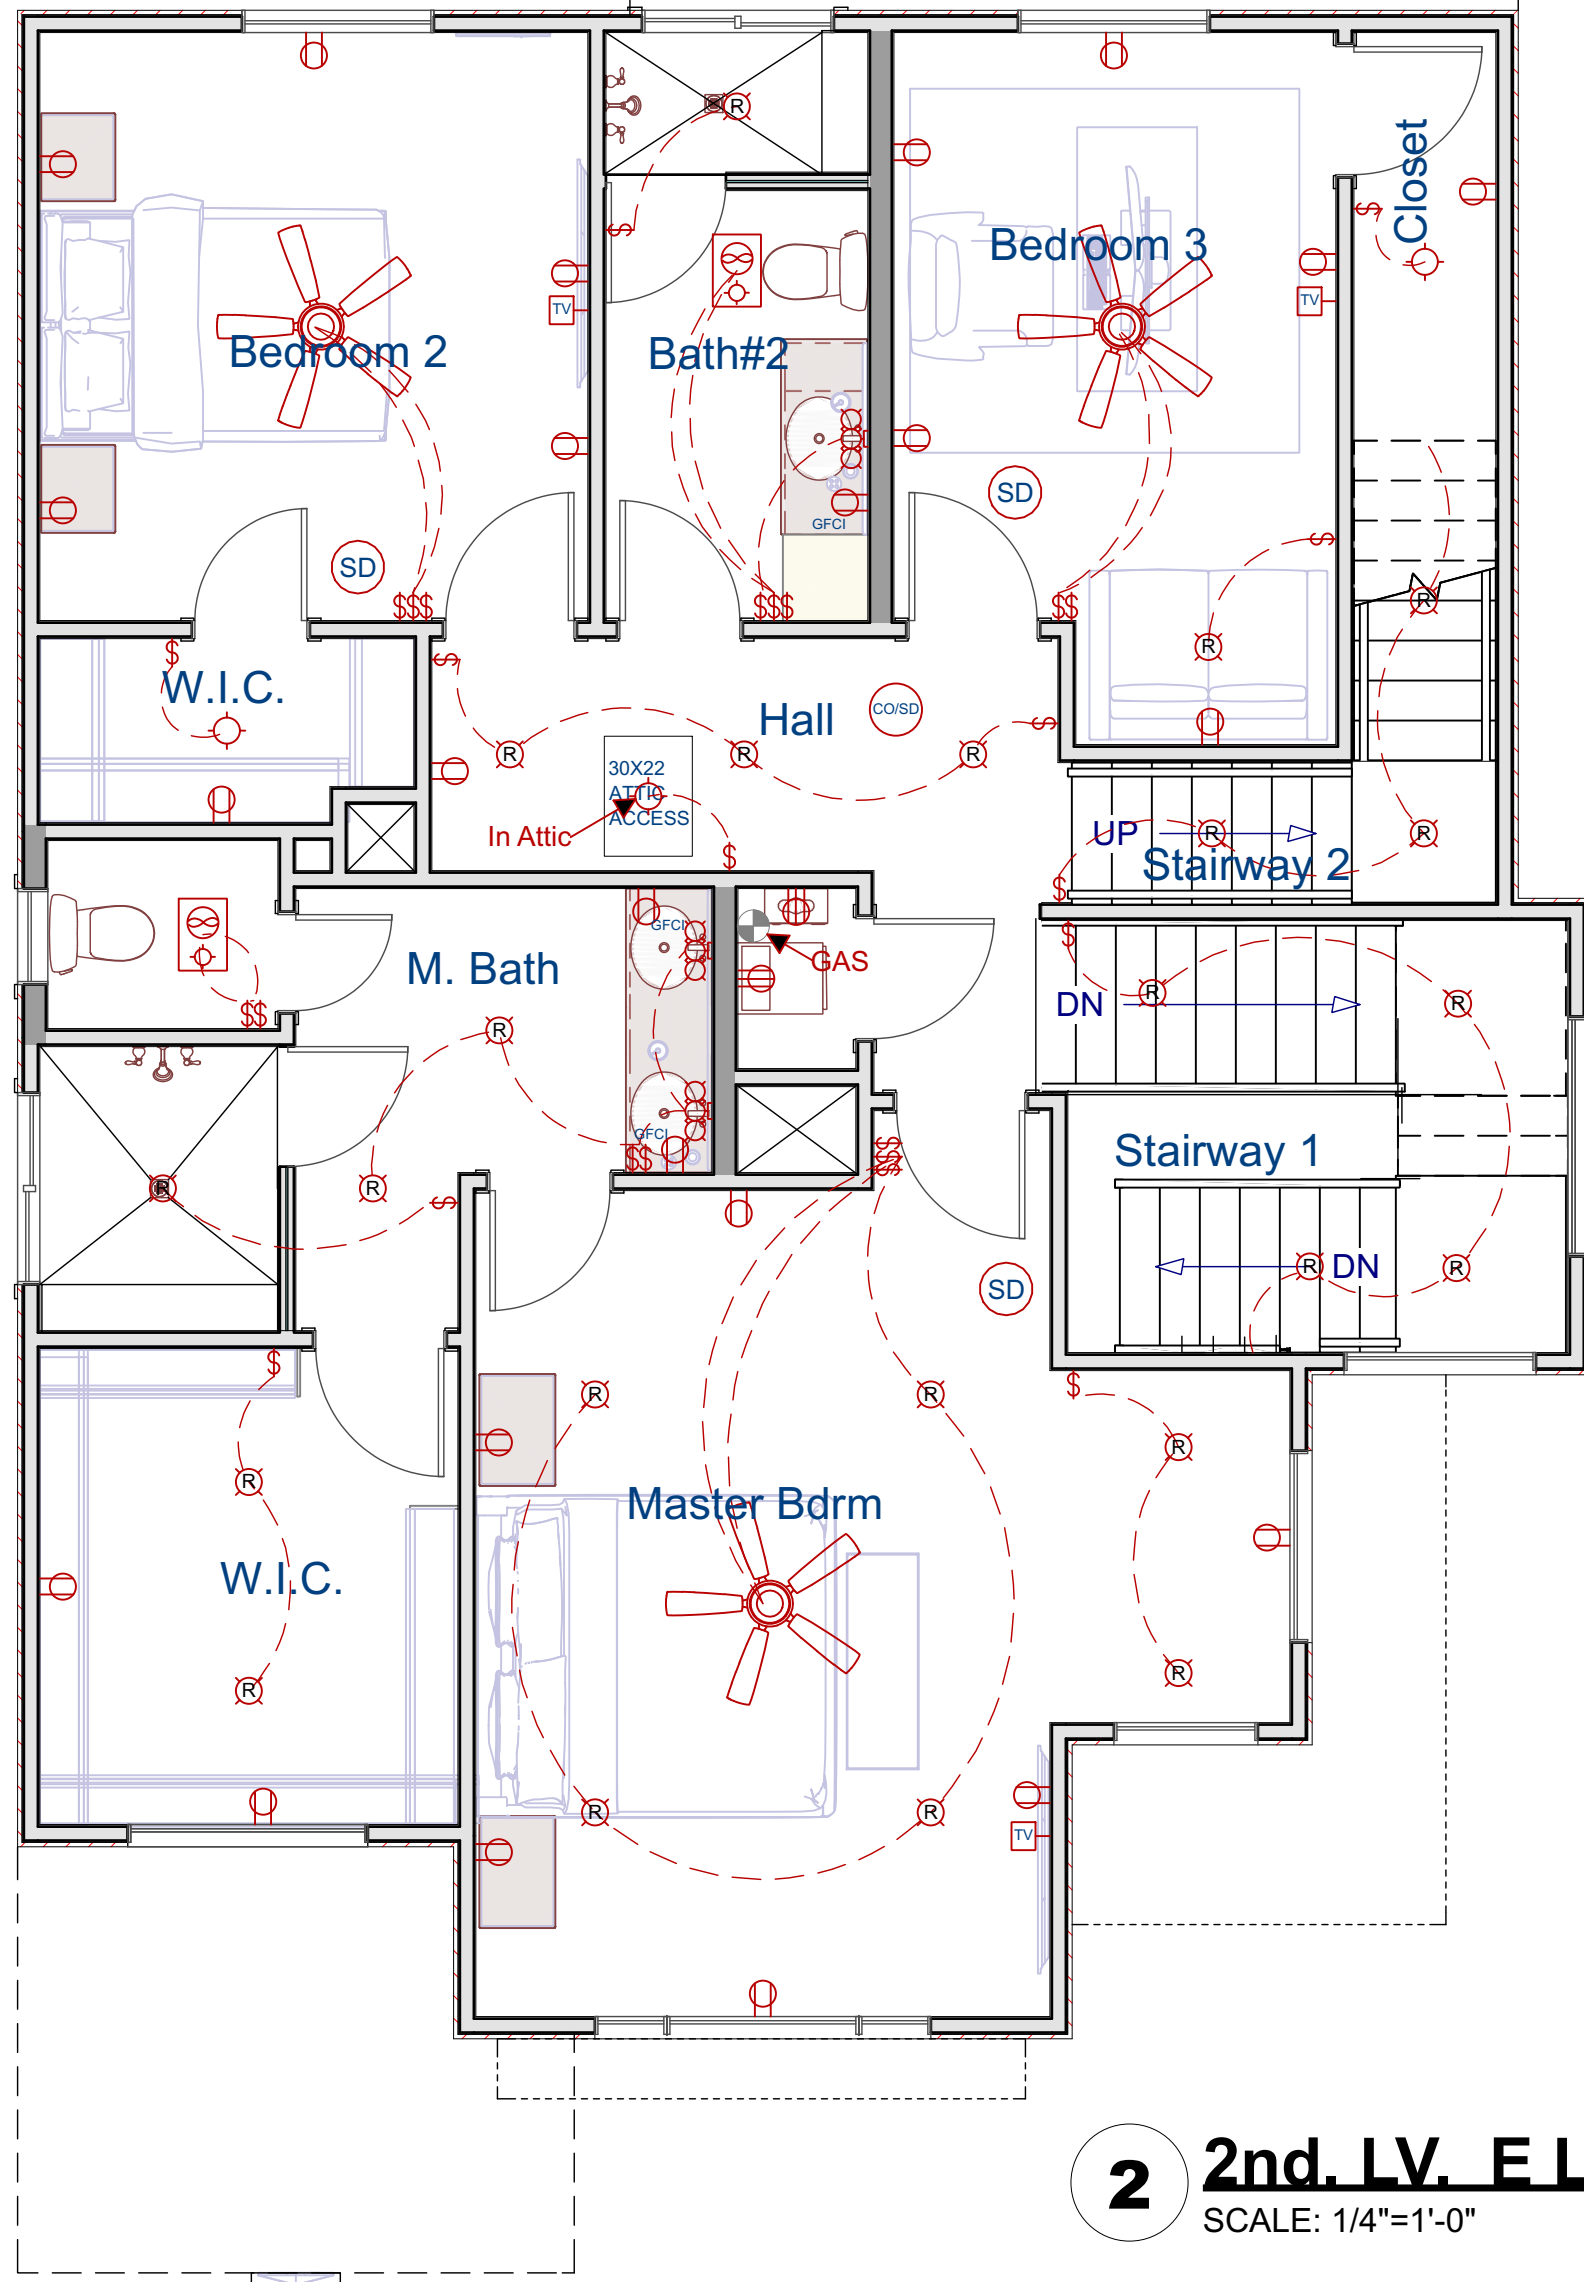 R
Closet
$
Bedroom 3
$
TV
TV
Bedroom 2
Bath#2
SD
GFCI
$
SD
$$$
$$$
$$
R
R
$
W.I.C.
$
CO/SD
Hall
$
R
R
R
30X22
ATTIC
ACCESS
In Attic
$
UP
R
R
Stairway 2
$
GFCI
$
GAS
M. Bath
R
DN
R
$$
R
GFCI
$$
$$$
Stairway 1
R
R
$
SD
R
DN
R
$
$
R
R
R
R
Master Bdrm
W.I.C.
R
R
R
R
TV
2
2nd. LV. E L
SCALE: 1/4"=1'-0"